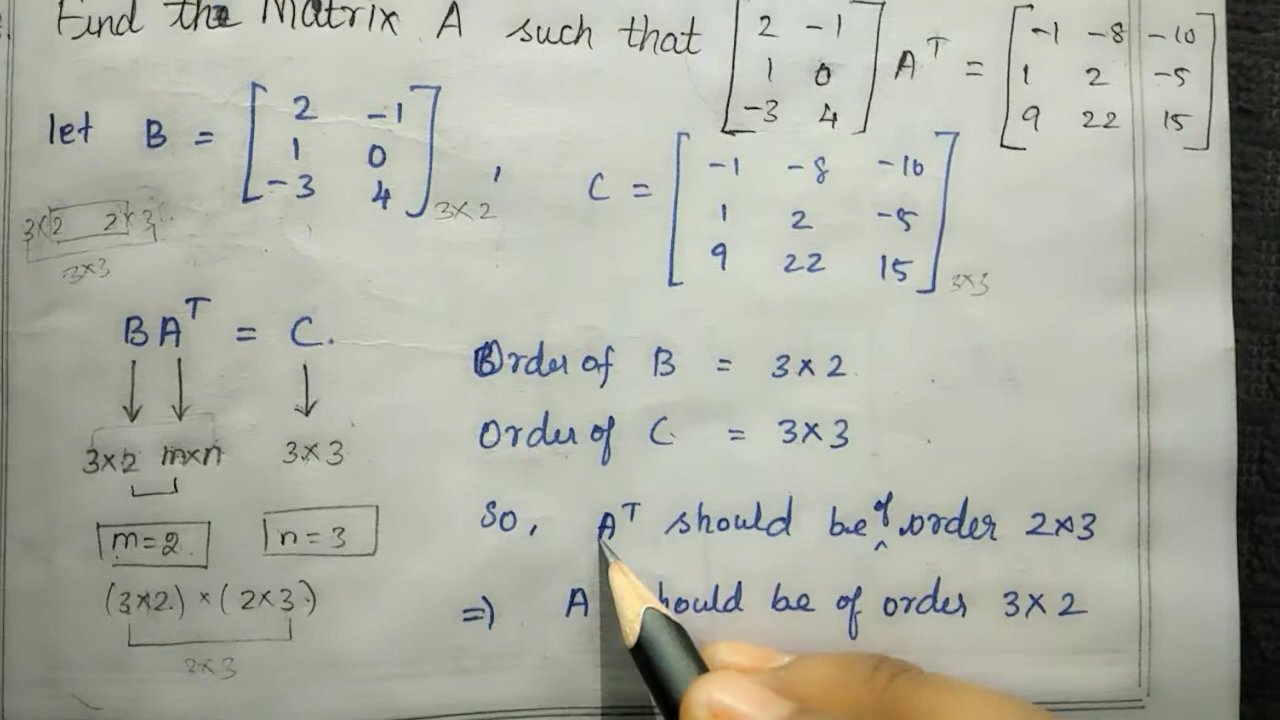 Find the Matrix A such that [2 -1 1 0 -3 4] A^T = [-1 -8 -10 1 2 -5 9 22 15]
let B = [2 -1 1 0 -3 4]3×2 , C = [-1 -8 -10 1 2 -5 9 22 15]3×3
3×2 2×3
3×3
BA^T = C.
3×2 m×n 3×3
m=2 n=3
(3×2) × (2×3)
3×3
Order of B = 3×2
Order of C = 3×3
So, A^T should be of order 2×3
=) A hould be of order 3×2